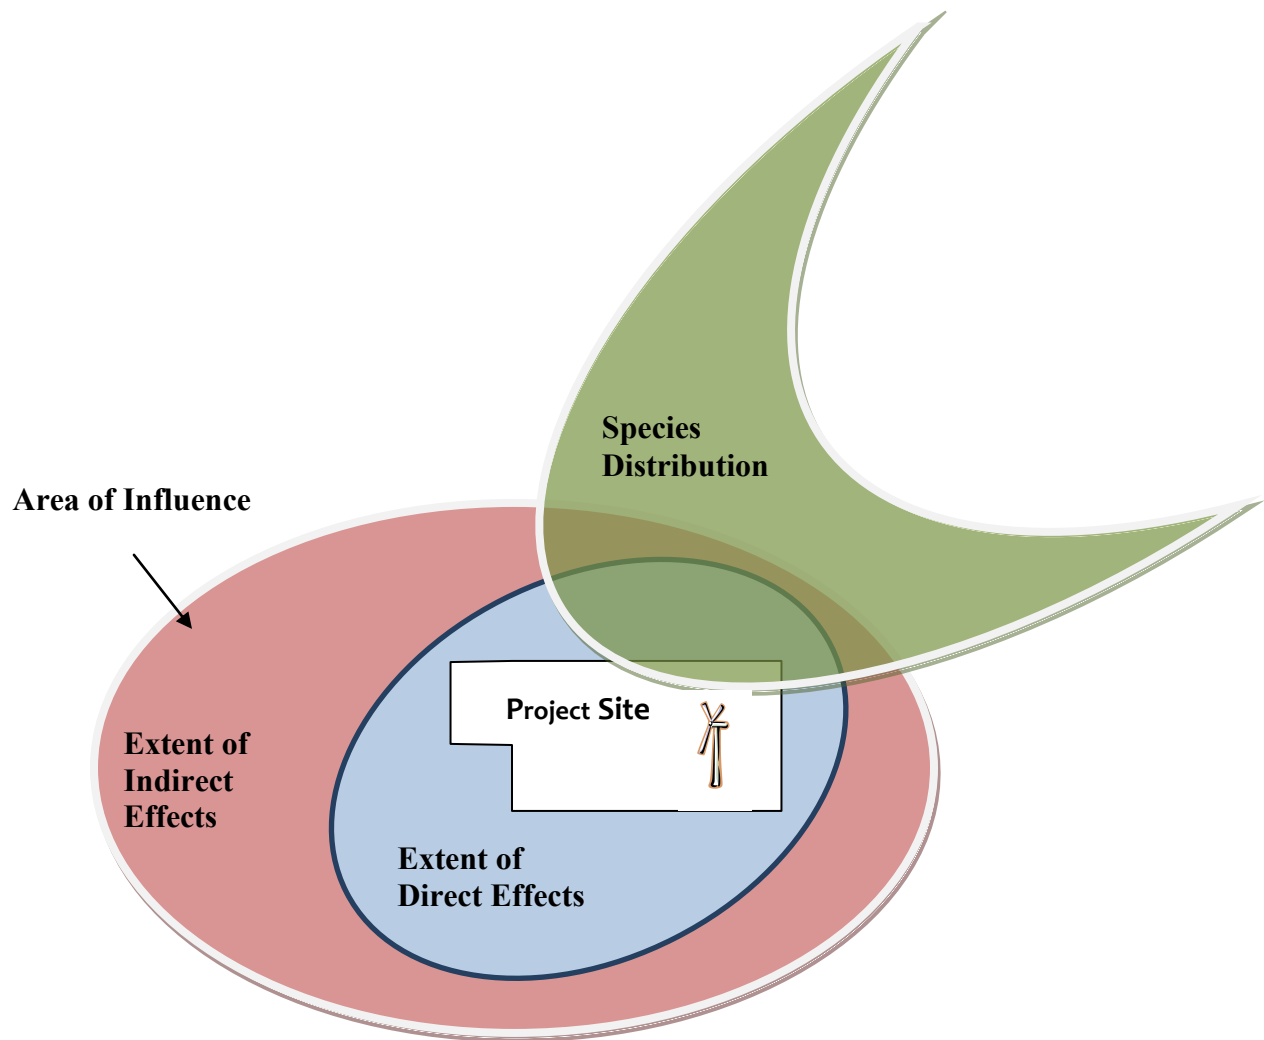 Species
Distribution
Area of Influence
Project Site
Extent of
Indirect
Effects
Extent of
Direct Effects